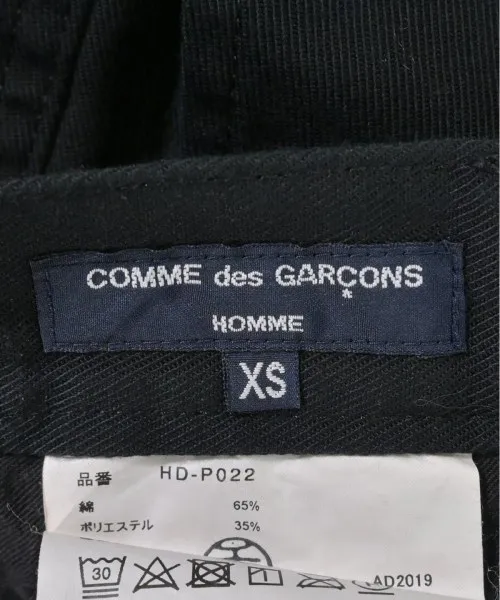 COMME des GARÇONS
HOMME
XS
品番 HD-P022
綿 65%
ポリエステル 35%
30 1 AD2019